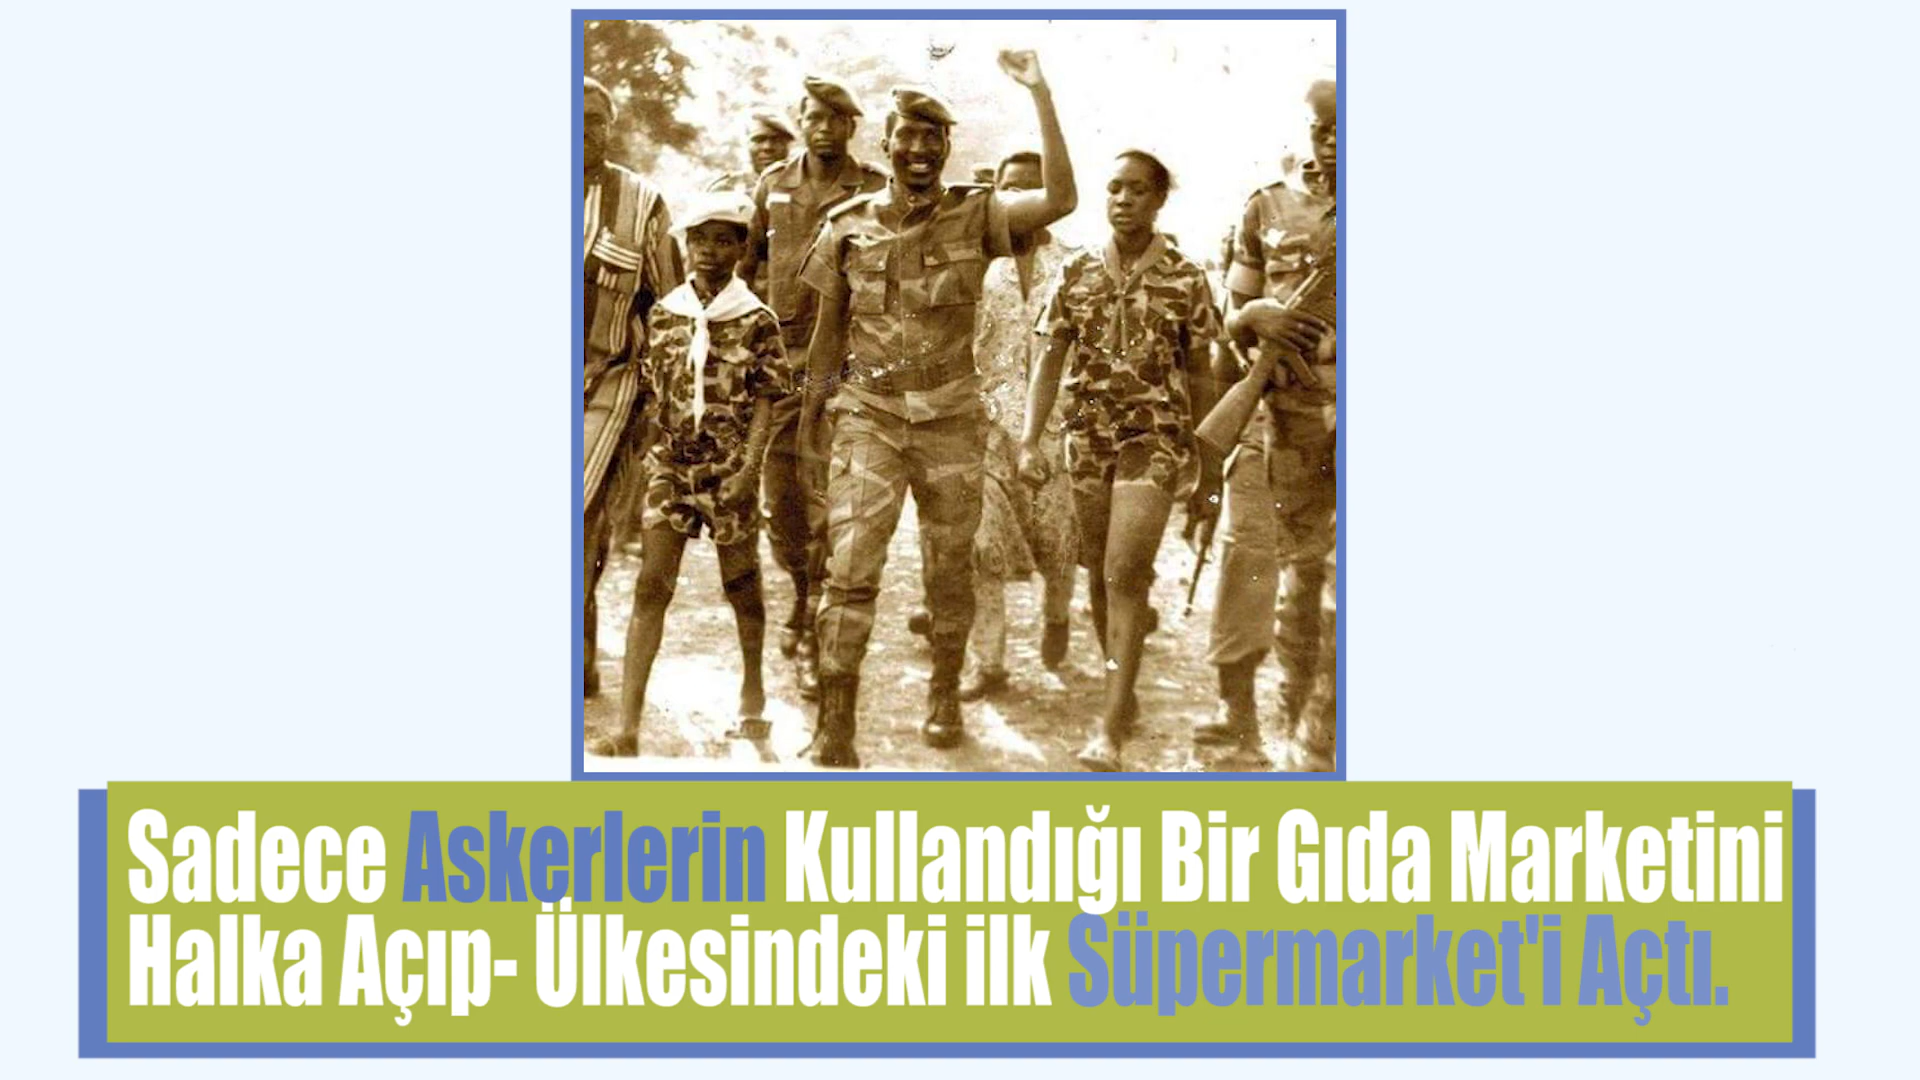 Sadece Askerlerin Kullandığı Bir Gıda Marketini
Halka Açıp- Ülkesindeki ilk Süpermarket'i Açtı.